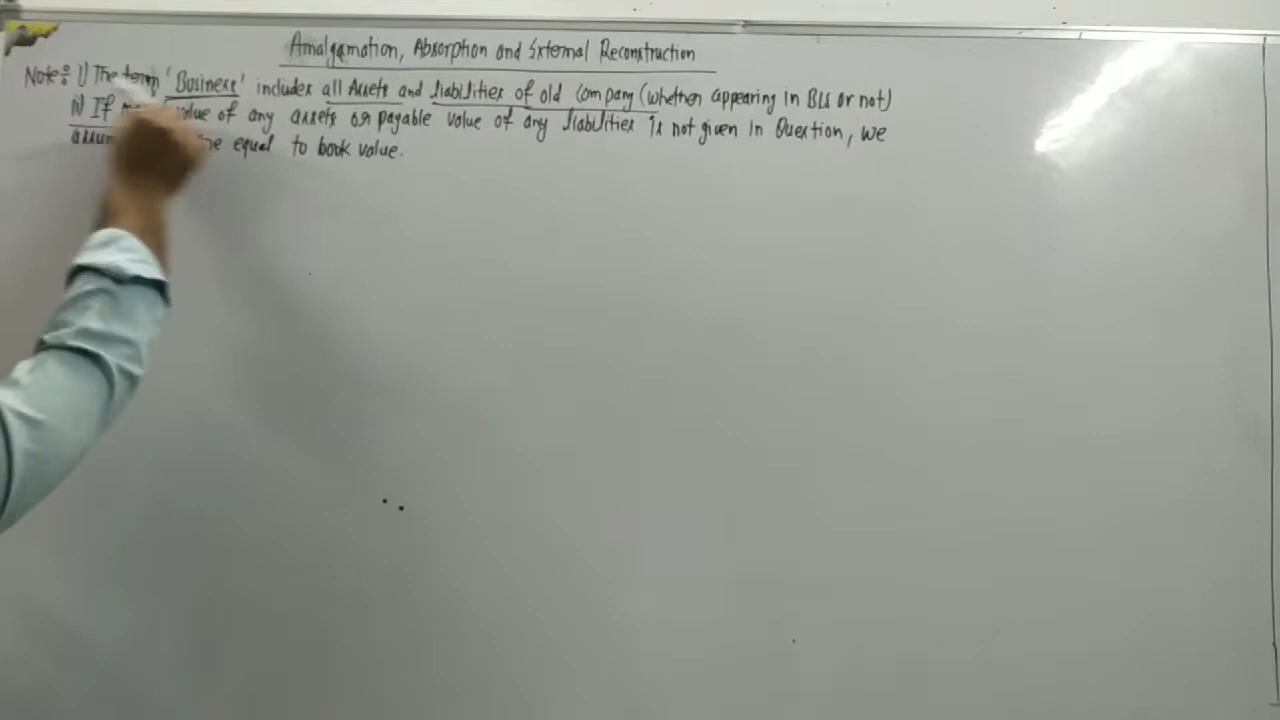 Amalgamation, Absorption and External Reconstruction
Note: i) The term 'Business' includes all Assets and liabilities of old company (whether appearing in B/s or not)
ii) If value of any assets or payable value of any liabilities is not given in Question, we
equal to book value.